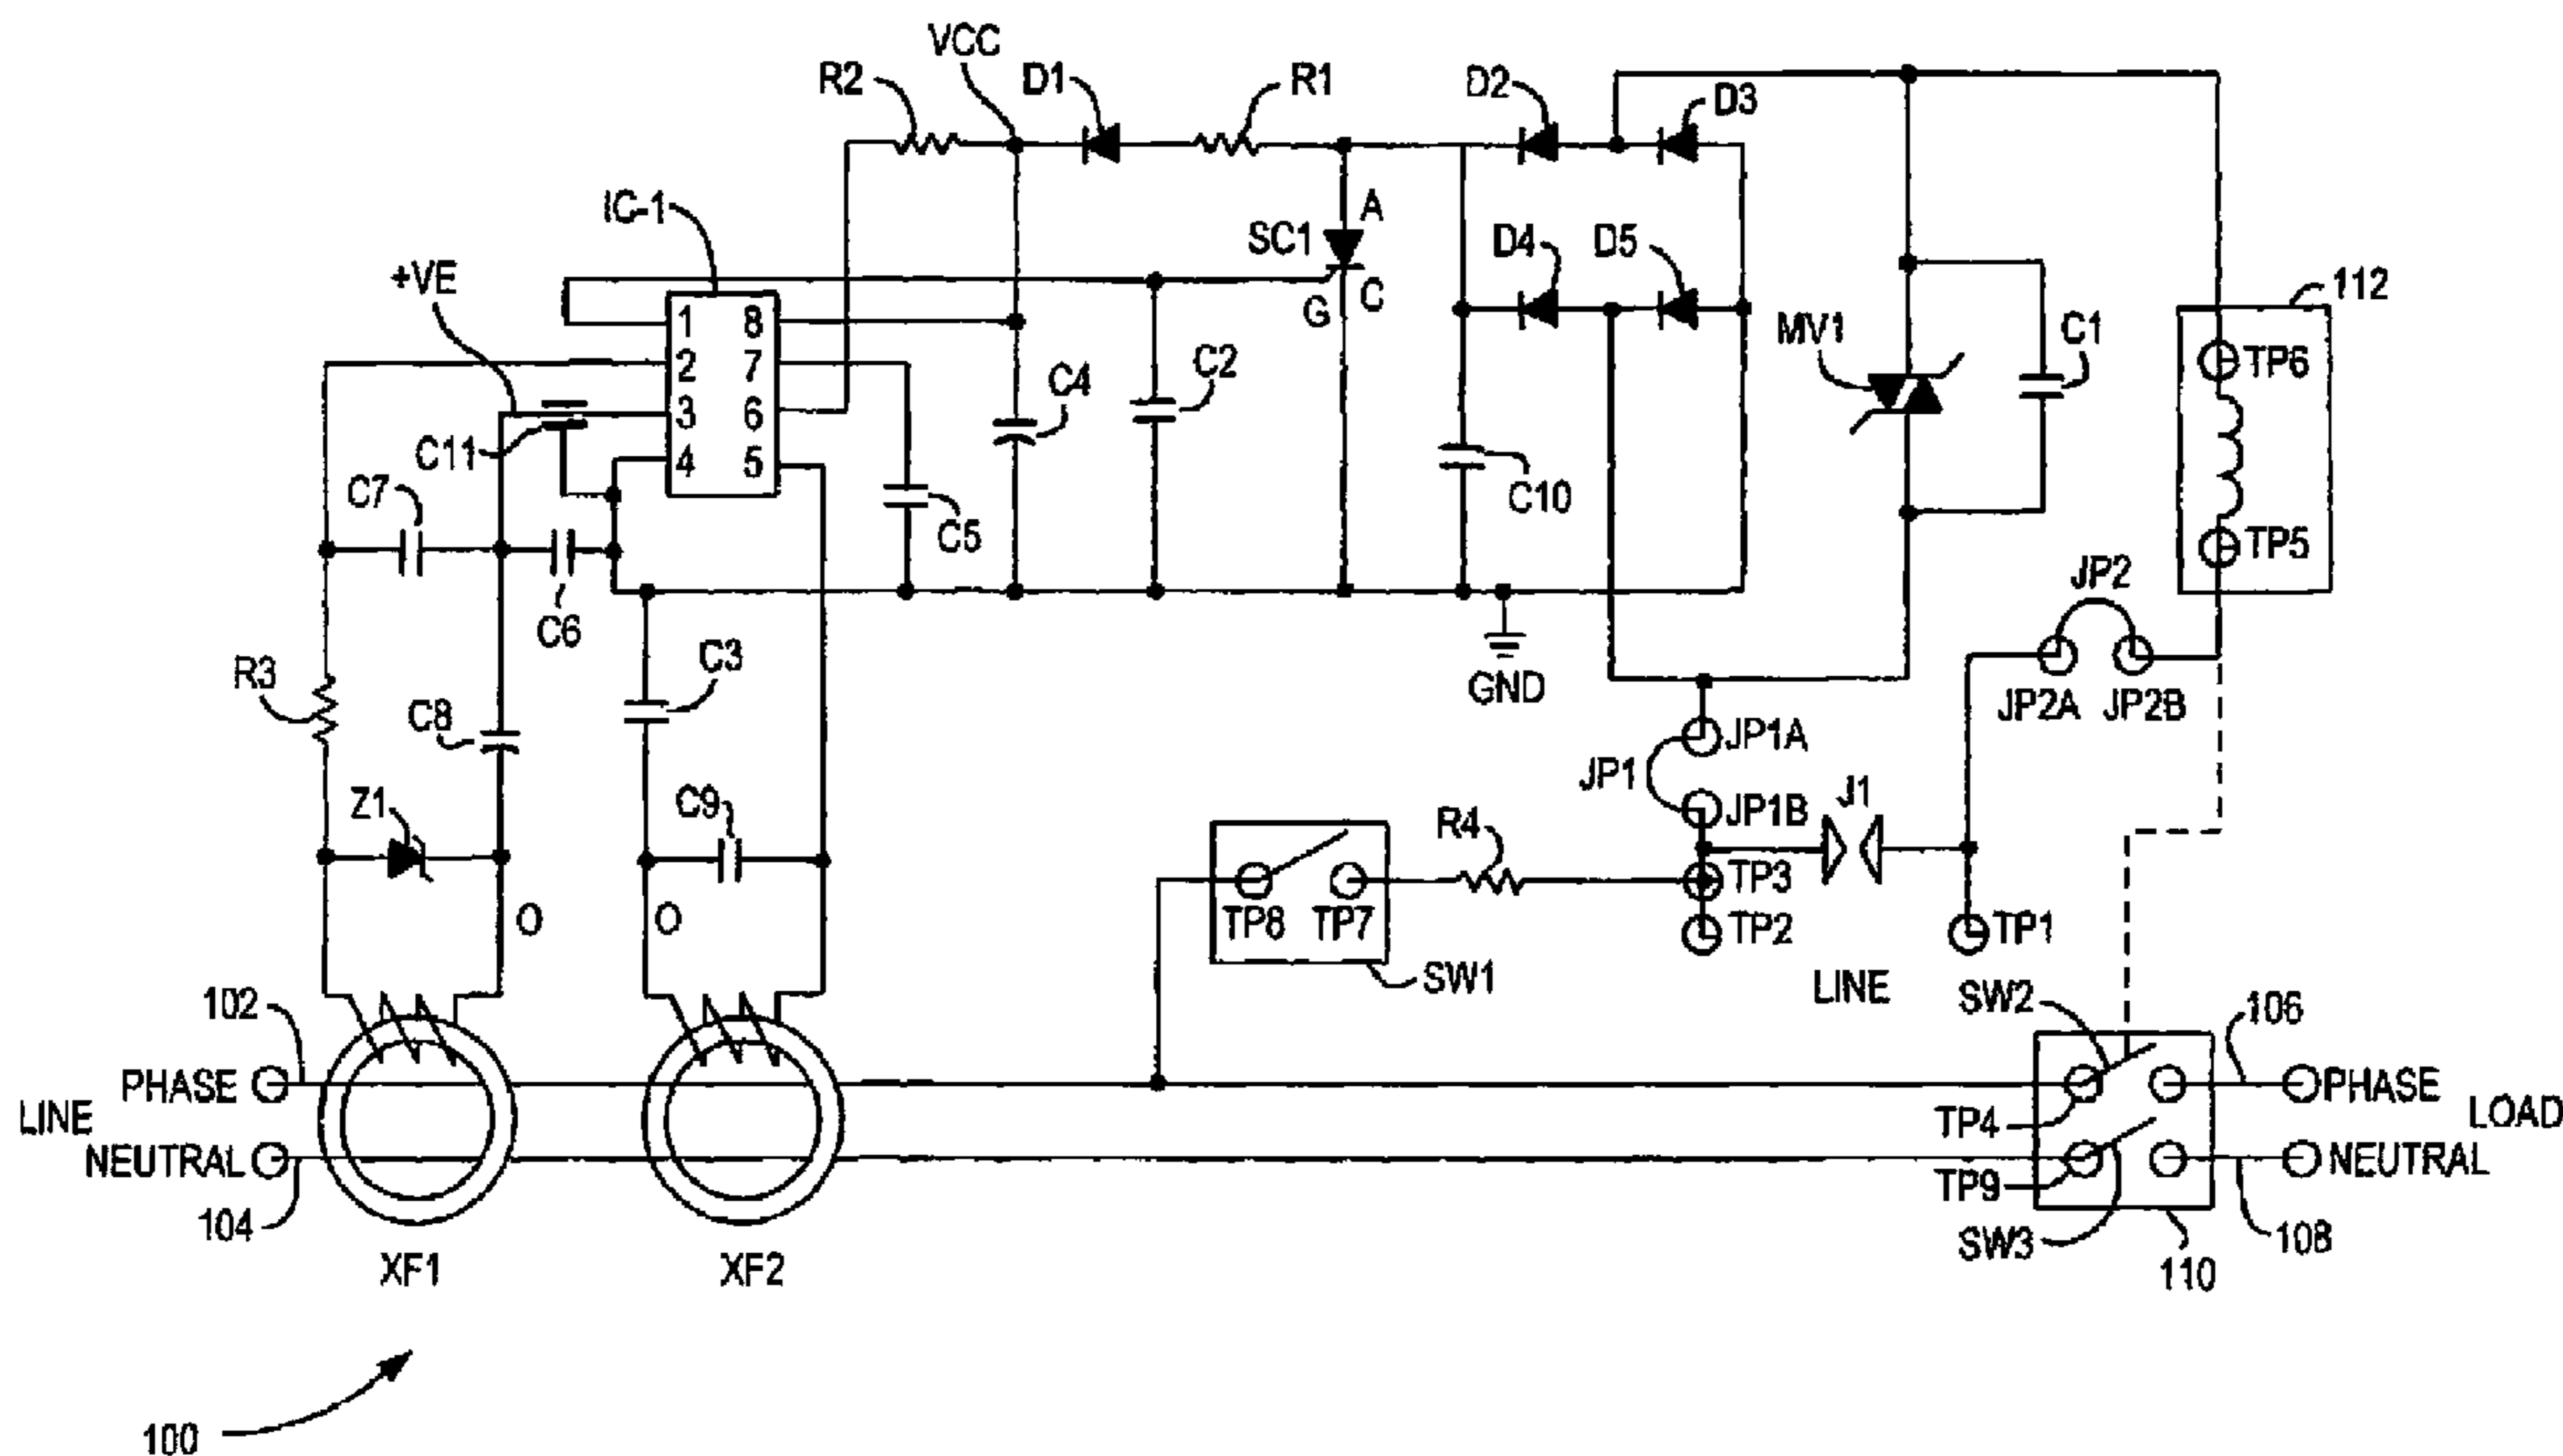 VCC
R2
D1
R1
D2
D3
IC-1
A
SC1
D4
D5
+VE
G
C
112
1
8
MV1
C1
TP6
2
7
C4
C2
3
6
C11
4
5
C10
C7
C5
TP5
JP2
C6
C3
GND
R3
JP2A
JP2B
C8
JP1A
JP1
Z1
C9
R4
JP1B
J1
TP3
O
O
TP8
TP7
TP2
TP1
SW1
LINE
SW2
102
106
PHASE
PHASE
LINE
TP4
LOAD
NEUTRAL
TP9
NEUTRAL
104
SW3
108
XF1
XF2
110
100